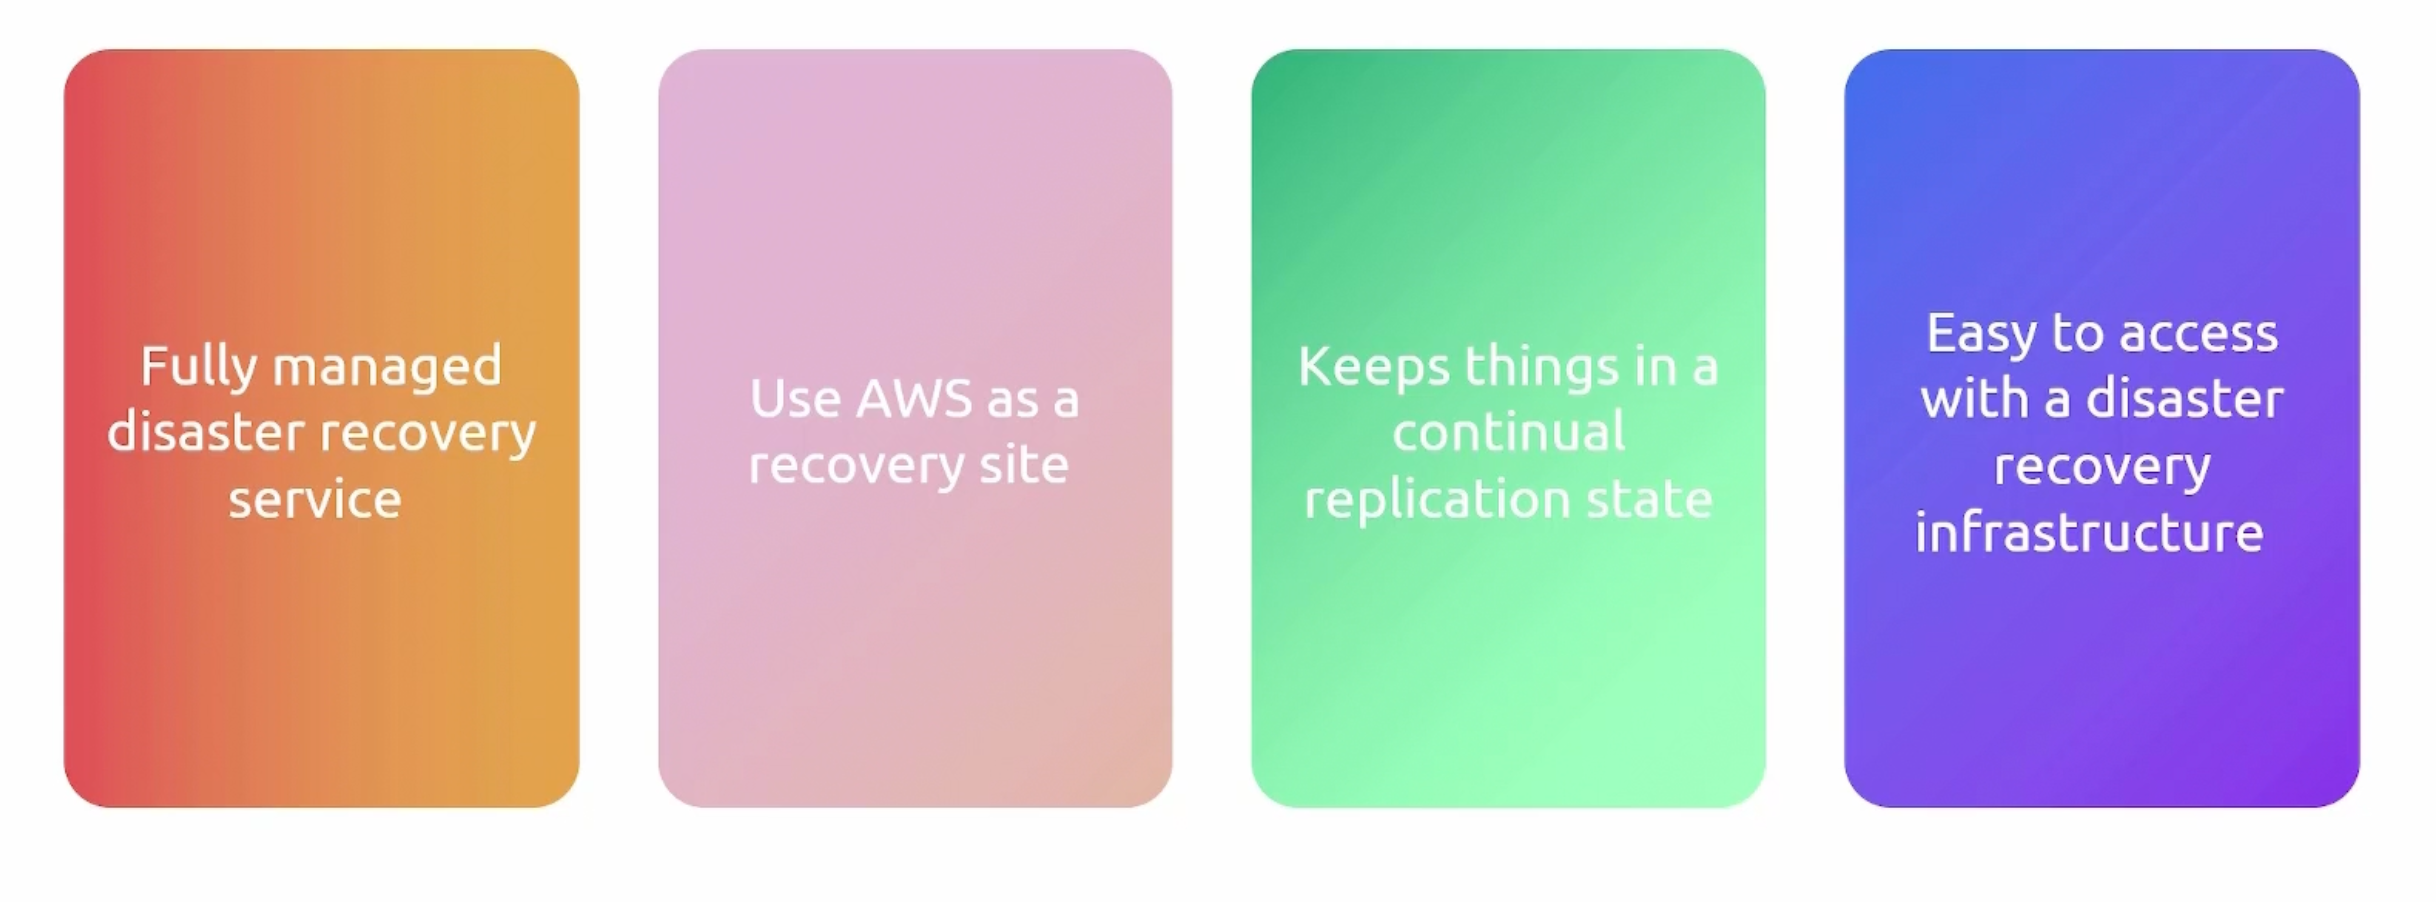 Fully managed
disaster recovery
service
Use AWS as a
recovery site
Keeps things in a
continual
replication state
Easy to access
with a disaster
recovery
infrastructure